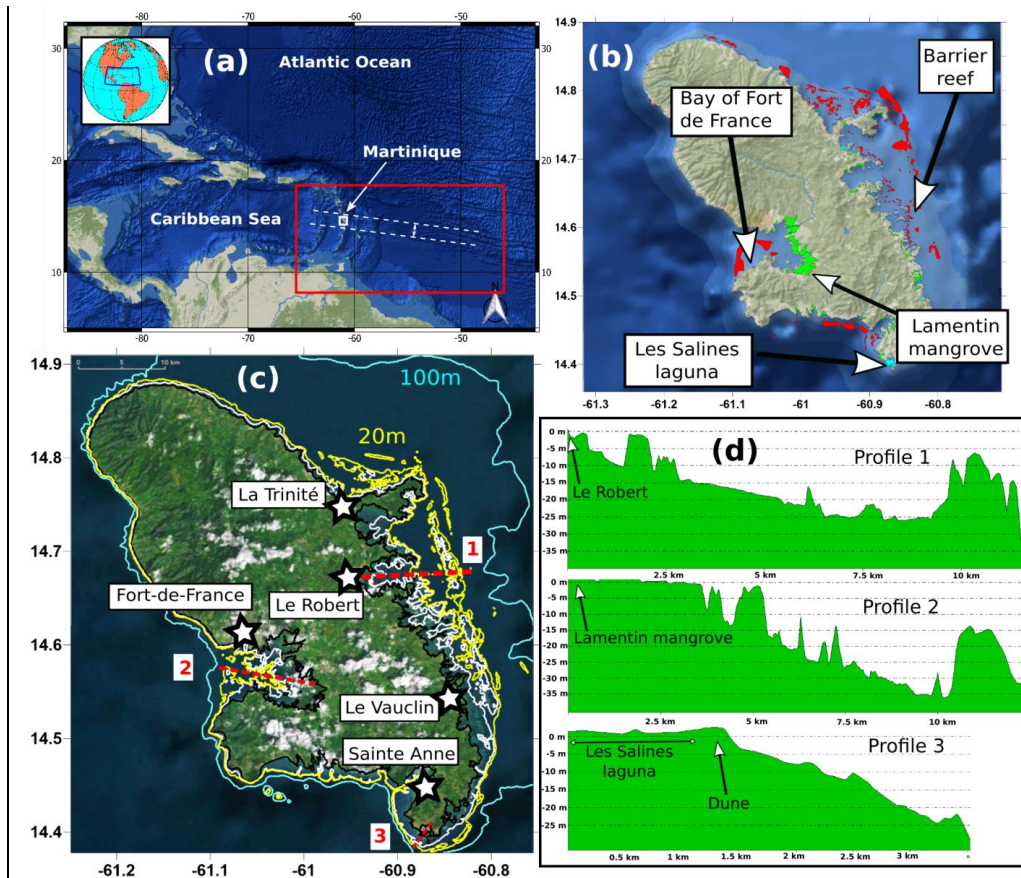 -80 -70 -60 -50
30
20
10
(a)
Atlantic Ocean
Martinique
Caribbean Sea
N
30
20
10
-80 -70 -60 -50
14.9
14.8
14.7
14.6
14.5
14.4
(b)
Barrier
reef
Bay of Fort
de France
Lamentin
mangrove
Les Salines
laguna
-61.3 -61.2 -61.1 -61 -60.9 -60.8
14.9
14.8
14.7
14.6
14.5
14.4
0 5 10 km
(c)
100m
20m
La Trinité
1
Fort-de-France
Le Robert
2
Le Vauclin
Sainte Anne
3
-61.2 -61.1 -61 -60.9 -60.8
(d)
0 m
-5 m
-10 m
-15 m
-20 m
-25 m
-30 m
-35 m
Profile 1
Le Robert
2.5 km 5 km 7.5 km 10 km
0 m
-5 m
-10 m
-15 m
-20 m
-25 m
-30 m
-35 m
Profile 2
Lamentin mangrove
2.5 km 5 km 7.5 km 10 km
0 m
-5 m
-10 m
-15 m
-20 m
-25 m
Profile 3
Les Salines
laguna
Dune
0.5 km 1 km 1.5 km 2 km 2.5 km 3 km